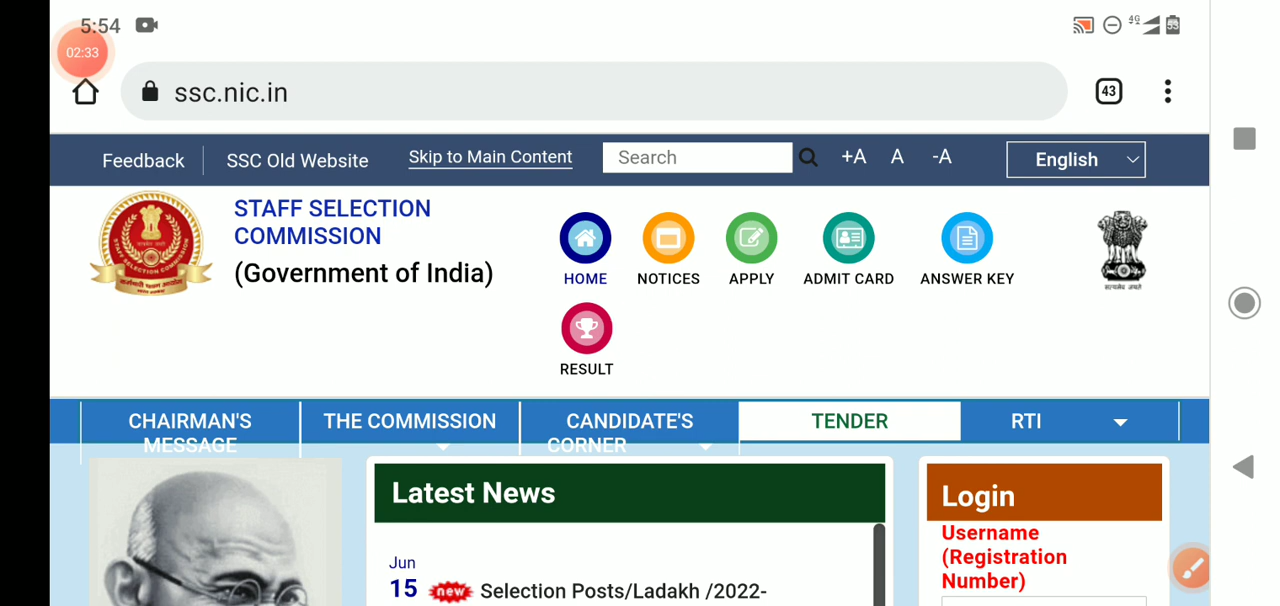 5:54
4G
55
02:33
ssc.nic.in
43
Feedback
SSC Old Website
Skip to Main Content
Search
+A
A
-A
English
STAFF SELECTION
COMMISSION
(Government of India)
HOME
NOTICES
APPLY
ADMIT CARD
ANSWER KEY
RESULT
CHAIRMAN'S
MESSAGE
THE COMMISSION
CANDIDATE'S
CORNER
TENDER
RTI
Latest News
Login
Username
(Registration
Number)
Jun
15
new
Selection Posts/Ladakh /2022-